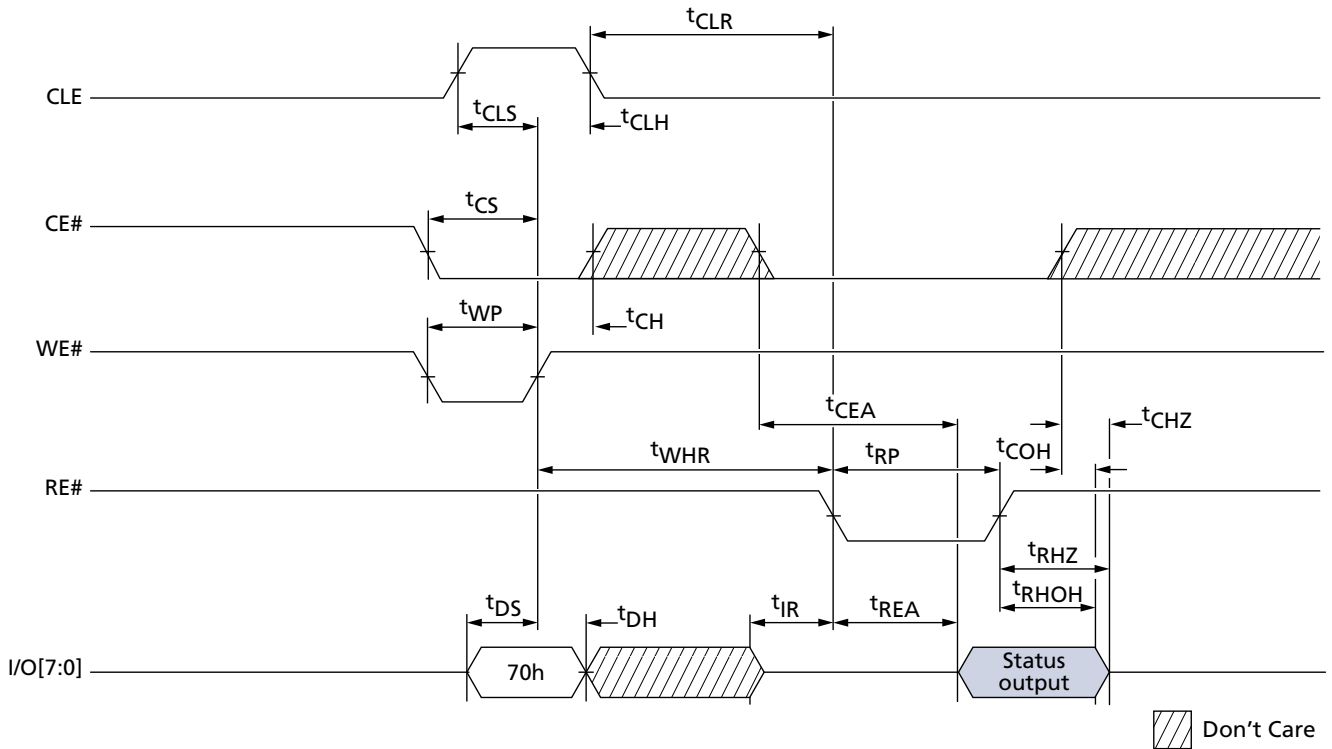 tCLR
CLE
tCLS
tCLH
tCS
CE#
tWP
tCH
WE#
tCEA
tCHZ
tWHR
tRP
tCOH
RE#
tRHZ
tRHOH
tDS
tDH
tIR
tREA
I/O[7:0]
70h
Status
output
Don’t Care